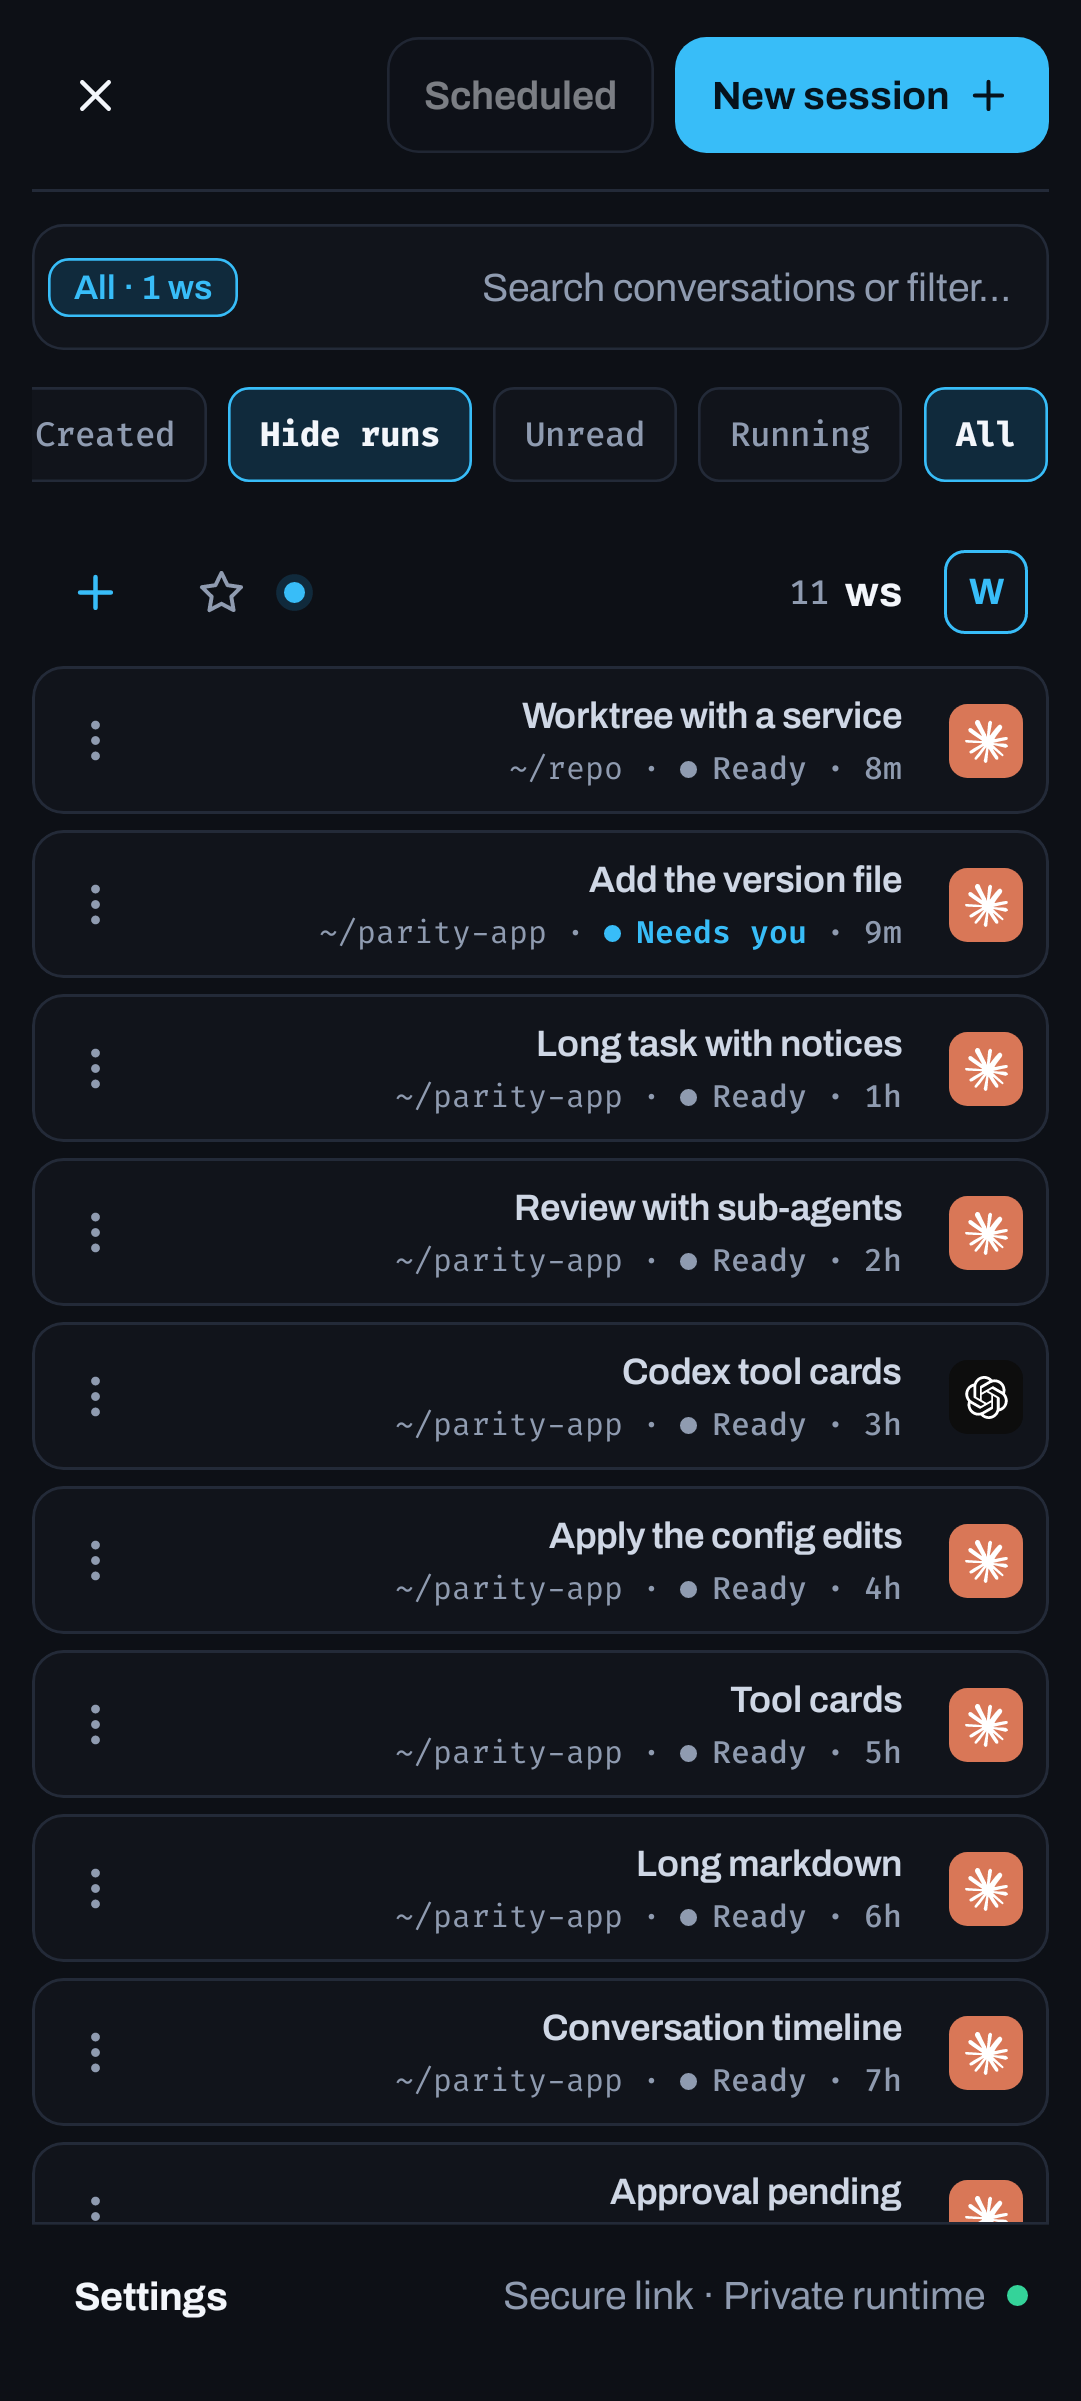 Scheduled
New session
All · 1 ws
Search conversations or filter...
Created
Hide runs
Unread
Running
All
11 ws
W
Worktree with a service
~/repo · Ready · 8m
Add the version file
~/parity-app · Needs you · 9m
Long task with notices
~/parity-app · Ready · 1h
Review with sub-agents
~/parity-app · Ready · 2h
Codex tool cards
~/parity-app · Ready · 3h
Apply the config edits
~/parity-app · Ready · 4h
Tool cards
~/parity-app · Ready · 5h
Long markdown
~/parity-app · Ready · 6h
Conversation timeline
~/parity-app · Ready · 7h
Approval pending
Settings
Secure link · Private runtime